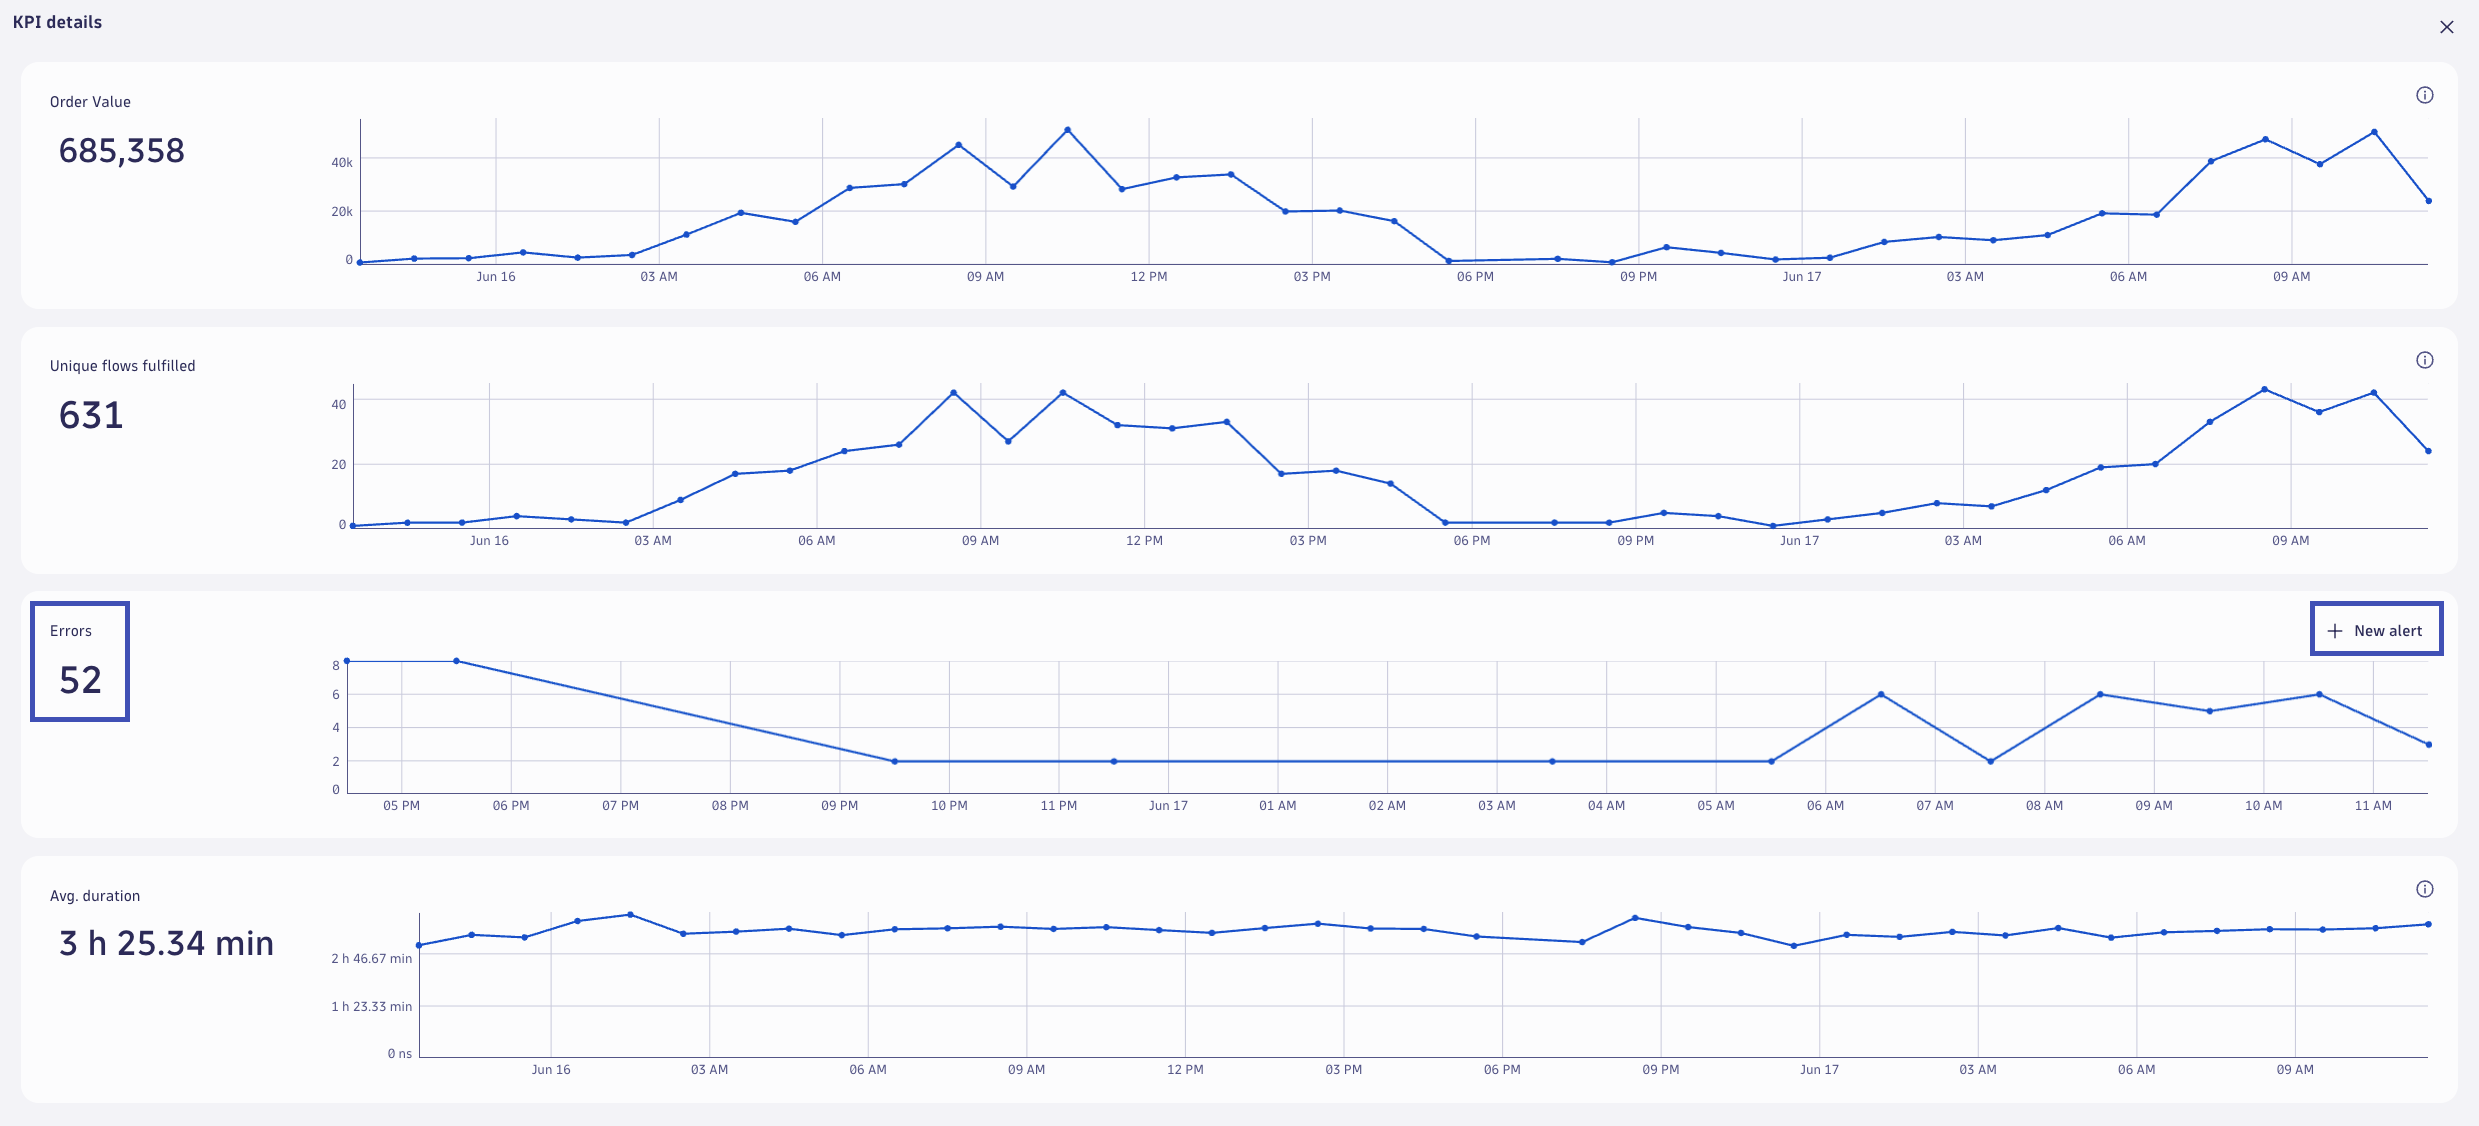 KPI details
Order Value
685,358
40k
20k
0
Jun 16 03 AM 06 AM 09 AM 12 PM 03 PM 06 PM 09 PM Jun 17 03 AM 06 AM 09 AM
Unique flows fulfilled
631
40
20
0
Jun 16 03 AM 06 AM 09 AM 12 PM 03 PM 06 PM 09 PM Jun 17 03 AM 06 AM 09 AM
Errors
New alert
52
8
6
4
2
0
05 PM 06 PM 07 PM 08 PM 09 PM 10 PM 11 PM Jun 17 01 AM 02 AM 03 AM 04 AM 05 AM 06 AM 07 AM 08 AM 09 AM 10 AM 11 AM
Avg. duration
3 h 25.34 min
2 h 46.67 min
1 h 23.33 min
0 ns
Jun 16 03 AM 06 AM 09 AM 12 PM 03 PM 06 PM 09 PM Jun 17 03 AM 06 AM 09 AM